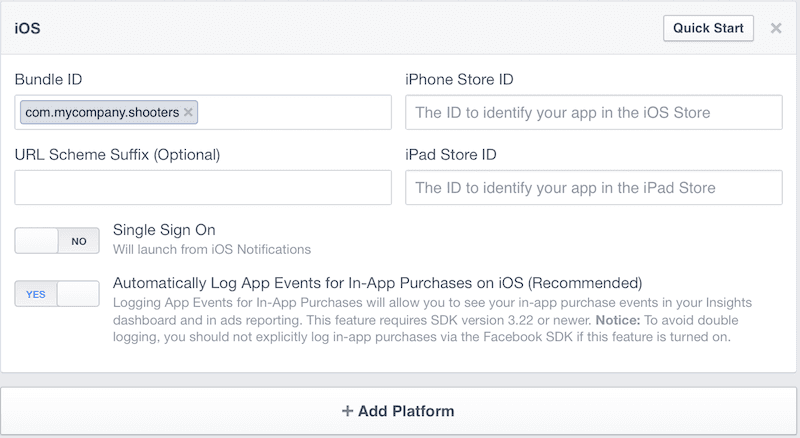 iOS
Quick Start ×
Bundle ID
iPhone Store ID
com.mycompany.shooters ×
The ID to identify your app in the iOS Store
URL Scheme Suffix (Optional)
iPad Store ID
The ID to identify your app in the iPad Store
NO
Single Sign On
Will launch from iOS Notifications
YES
Automatically Log App Events for In-App Purchases on iOS (Recommended)
Logging App Events for In-App Purchases will allow you to see your in-app purchase events in your Insights
dashboard and in ads reporting. This feature requires SDK version 3.22 or newer. Notice: To avoid double
logging, you should not explicitly log in-app purchases via the Facebook SDK if this feature is turned on.
+ Add Platform